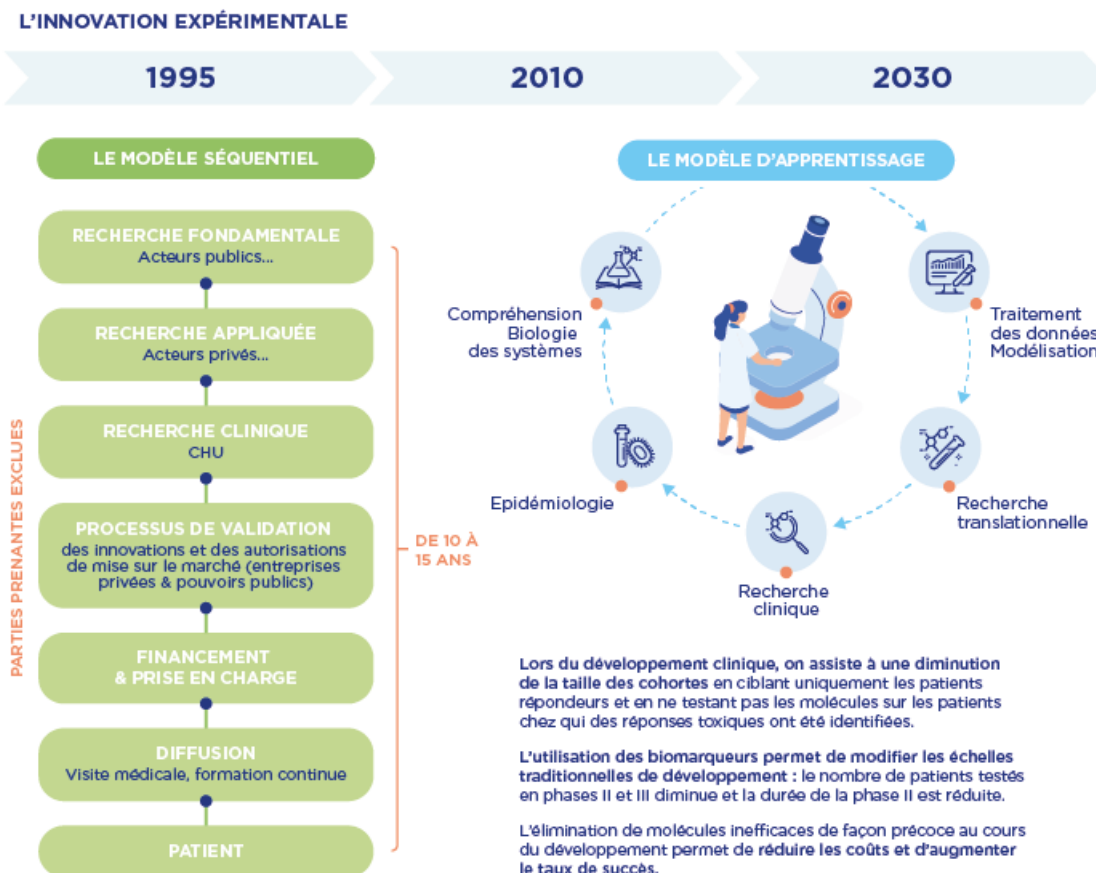 L'INNOVATION EXPÉRIMENTALE
1995
2010
2030
LE MODÈLE SÉQUENTIEL
RECHERCHE FONDAMENTALE
Acteurs publics...
RECHERCHE APPLIQUÉE
Acteurs privés...
RECHERCHE CLINIQUE
CHU
PROCESSUS DE VALIDATION
des innovations et des autorisations
de mise sur le marché (entreprises
privées & pouvoirs publics)
FINANCEMENT
& PRISE EN CHARGE
DIFFUSION
Visite médicale, formation continue
PATIENT
PARTIES PRENANTES EXCLUES
DE 10 À
15 ANS
LE MODÈLE D'APPRENTISSAGE
Traitement
des données
Modélisation
Recherche
translationnelle
Recherche
clinique
Epidémiologie
Compréhension
Biologie
des systèmes
Lors du développement clinique, on assiste à une diminution
de la taille des cohortes en ciblant uniquement les patients
répondeurs et en ne testant pas les molécules sur les patients
chez qui des réponses toxiques ont été identifiées.
L'utilisation des biomarqueurs permet de modifier les échelles
traditionnelles de développement : le nombre de patients testés
en phases II et III diminue et la durée de la phase II est réduite.
L'élimination de molécules inefficaces de façon précoce au cours
du développement permet de réduire les coûts et d'augmenter
le taux de succès.